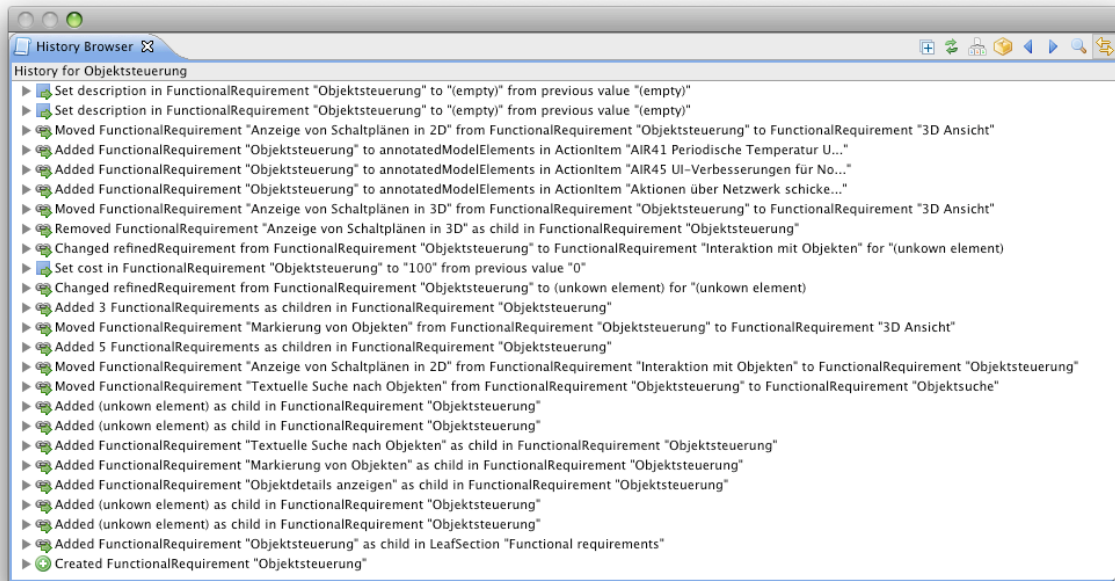 History Browser
History for Objektsteuerung
Set description in FunctionalRequirement "Objektsteuerung" to "(empty)" from previous value "(empty)"
Set description in FunctionalRequirement "Objektsteuerung" to "(empty)" from previous value "(empty)"
Moved FunctionalRequirement "Anzeige von Schaltplänen in 2D" from FunctionalRequirement "Objektsteuerung" to FunctionalRequirement "3D Ansicht"
Added FunctionalRequirement "Objektsteuerung" to annotatedModelElements in ActionItem "AIR41 Periodische Temperatur U..."
Added FunctionalRequirement "Objektsteuerung" to annotatedModelElements in ActionItem "AIR45 UI-Verbesserungen für No..."
Added FunctionalRequirement "Objektsteuerung" to annotatedModelElements in ActionItem "Aktionen über Netzwerk schicke..."
Moved FunctionalRequirement "Anzeige von Schaltplänen in 3D" from FunctionalRequirement "Objektsteuerung" to FunctionalRequirement "3D Ansicht"
Removed FunctionalRequirement "Anzeige von Schaltplänen in 3D" as child in FunctionalRequirement "Objektsteuerung"
Changed refinedRequirement from FunctionalRequirement "Objektsteuerung" to FunctionalRequirement "Interaktion mit Objekten" for "(unkown element)
Set cost in FunctionalRequirement "Objektsteuerung" to "100" from previous value "0"
Changed refinedRequirement from FunctionalRequirement "Objektsteuerung" to (unkown element) for "(unkown element)
Added 3 FunctionalRequirements as children in FunctionalRequirement "Objektsteuerung"
Moved FunctionalRequirement "Markierung von Objekten" from FunctionalRequirement "Objektsteuerung" to FunctionalRequirement "3D Ansicht"
Added 5 FunctionalRequirements as children in FunctionalRequirement "Objektsteuerung"
Moved FunctionalRequirement "Anzeige von Schaltplänen in 2D" from FunctionalRequirement "Interaktion mit Objekten" to FunctionalRequirement "Objektsteuerung"
Moved FunctionalRequirement "Textuelle Suche nach Objekten" from FunctionalRequirement "Objektsteuerung" to FunctionalRequirement "Objektsuche"
Added (unkown element) as child in FunctionalRequirement "Objektsteuerung"
Added (unkown element) as child in FunctionalRequirement "Objektsteuerung"
Added FunctionalRequirement "Textuelle Suche nach Objekten" as child in FunctionalRequirement "Objektsteuerung"
Added FunctionalRequirement "Markierung von Objekten" as child in FunctionalRequirement "Objektsteuerung"
Added FunctionalRequirement "Objektdetails anzeigen" as child in FunctionalRequirement "Objektsteuerung"
Added (unkown element) as child in FunctionalRequirement "Objektsteuerung"
Added (unkown element) as child in FunctionalRequirement "Objektsteuerung"
Added FunctionalRequirement "Objektsteuerung" as child in LeafSection "Functional requirements"
Created FunctionalRequirement "Objektsteuerung"